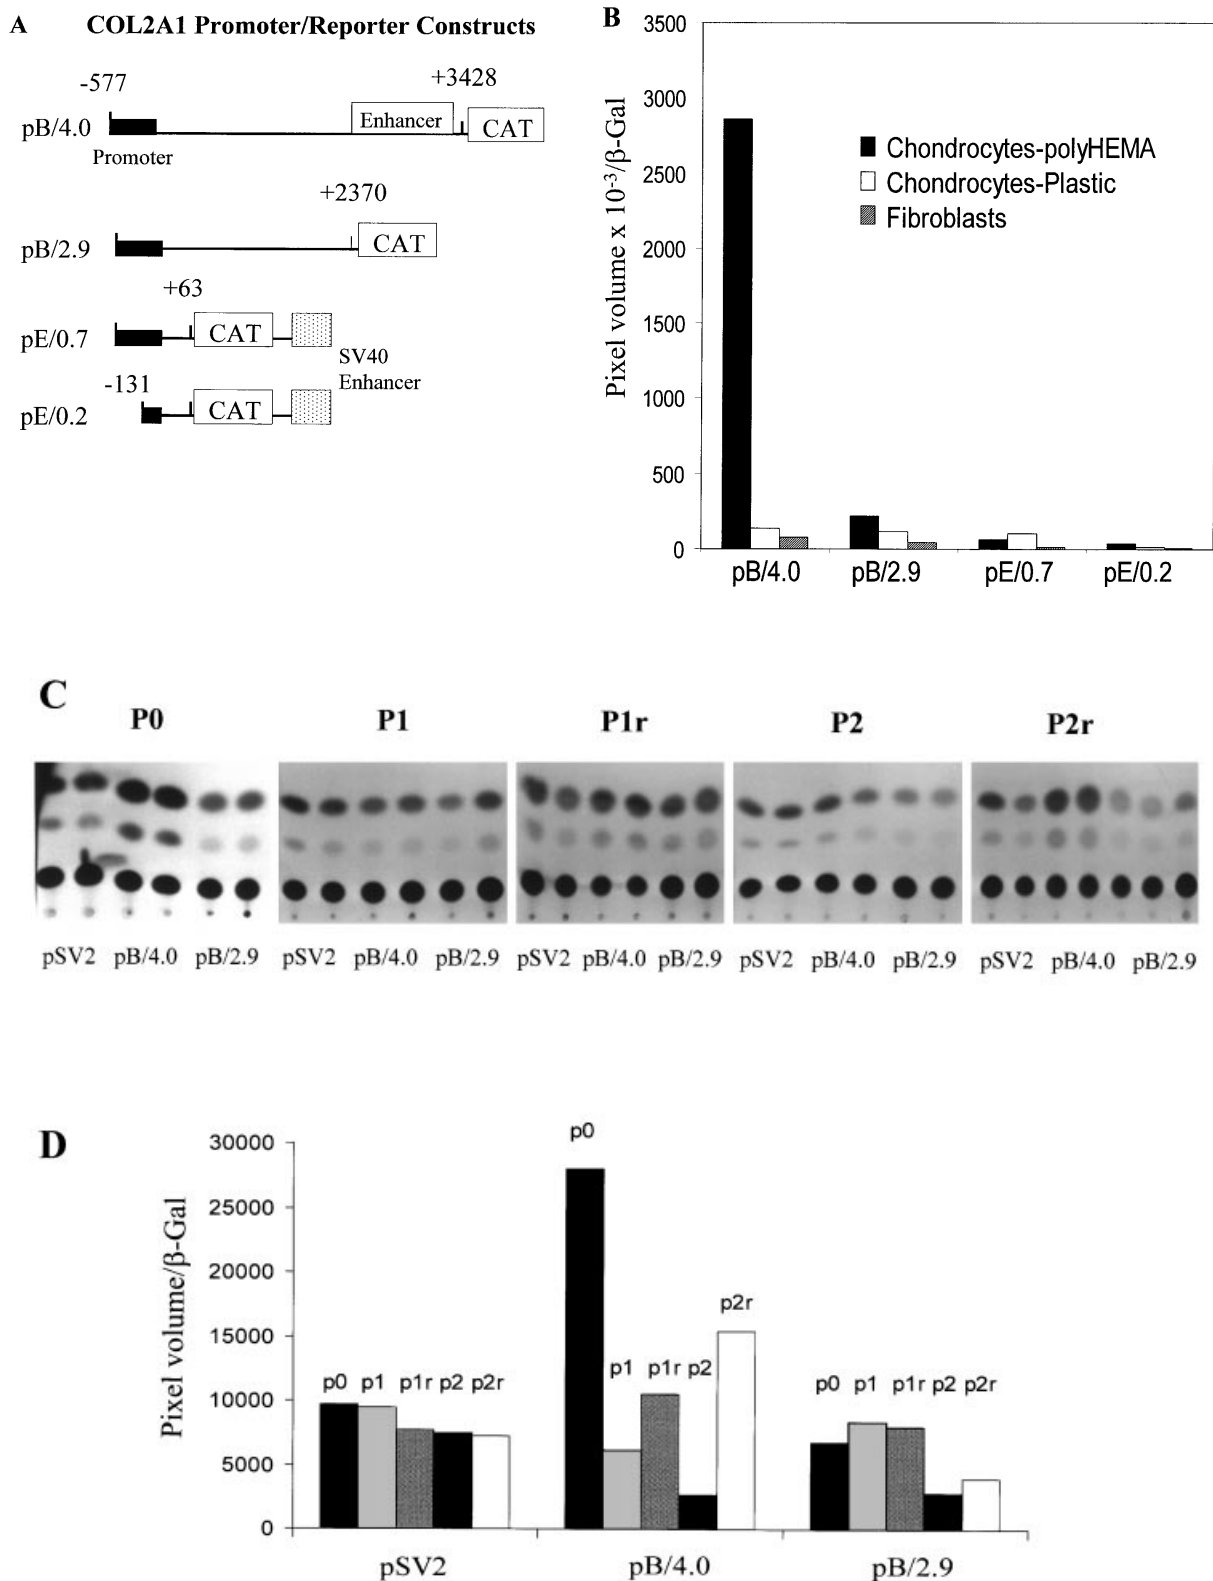 A COL2A1 Promoter/Reporter Constructs
-577
+3428
pB/4.0
Enhancer
CAT
Promoter
+2370
pB/2.9
CAT
+63
pE/0.7
CAT
SV40
Enhancer
-131
pE/0.2
CAT
B
Pixel volume x 10-3/β-Gal
3500
3000
2500
2000
1500
1000
500
0
Chondrocytes-polyHEMA
Chondrocytes-Plastic
Fibroblasts
pB/4.0 pB/2.9 pE/0.7 pE/0.2
C
P0 P1 P1r P2 P2r
pSV2 pB/4.0 pB/2.9 pSV2 pB/4.0 pB/2.9 pSV2 pB/4.0 pB/2.9 pSV2 pB/4.0 pB/2.9 pSV2 pB/4.0 pB/2.9
D
Pixel volume/β-Gal
30000
25000
20000
15000
10000
5000
0
p0 p1 p1r p2 p2r
p0
p1 p1r p2
p2r
p0 p1 p1r p2 p2r
pSV2 pB/4.0 pB/2.9